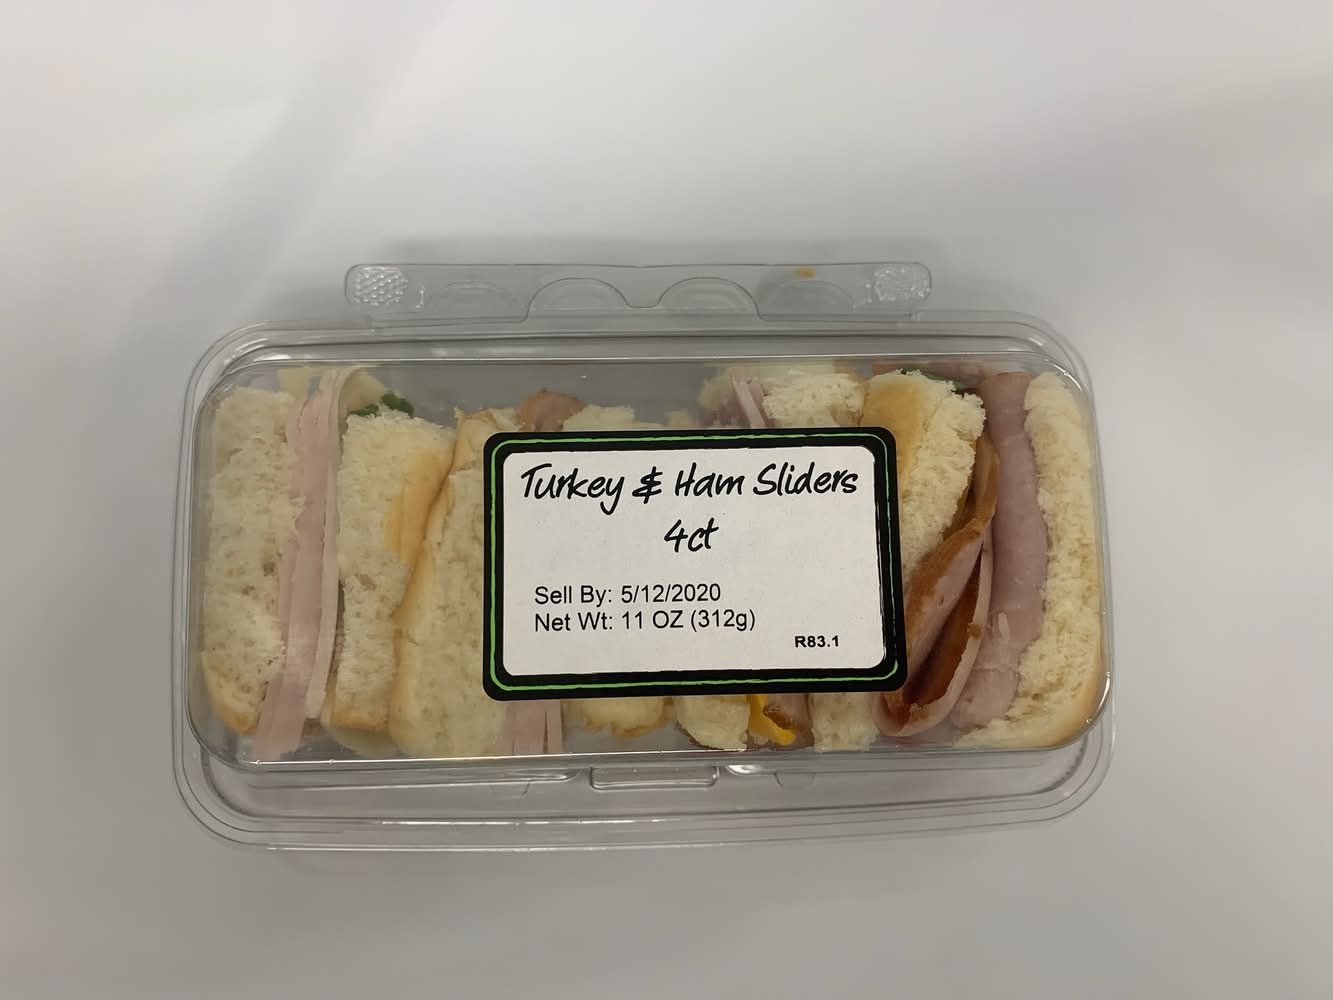 Turkey & Ham Sliders
4ct
Sell By: 5/12/2020
Net Wt: 11 OZ (312g)
R83.1